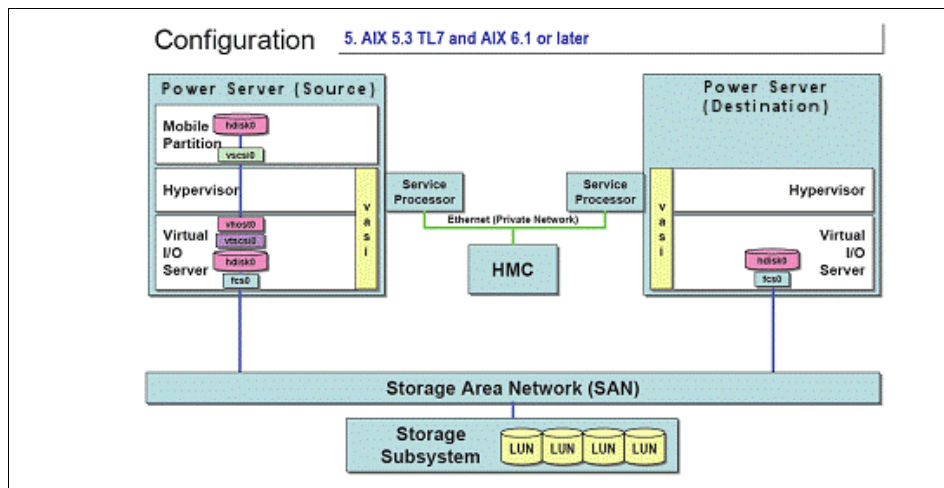 Configuration
5. AIX 5.3 TL7 and AIX 6.1 or later
Power Server (Source)
Mobile
Partition
hdisk0
vscsi0
Hypervisor
vasi
Virtual
I/O
Server
vhost0
vtscsi0
hdisk0
fcs0
Service
Processor
Ethernet (Private Network)
HMC
Service
Processor
Power Server
(Destination)
vasi
Hypervisor
Virtual
I/O
Server
hdisk0
fcs0
Storage Area Network (SAN)
Storage
Subsystem
LUN LUN LUN LUN